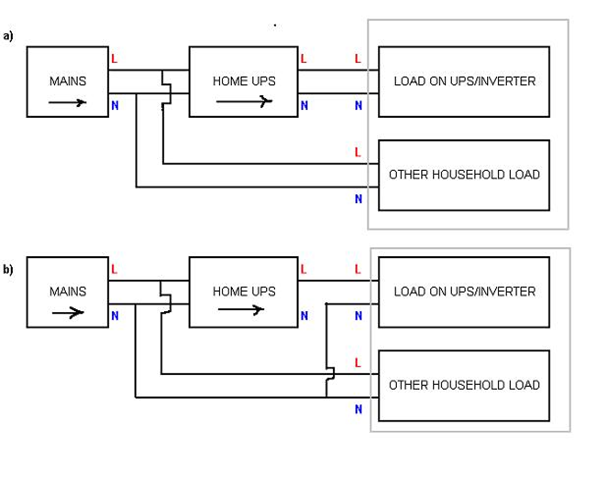 a)
L L L
MAINS HOME UPS LOAD ON UPS/INVERTER
N N N
L
OTHER HOUSEHOLD LOAD
N
b)
L L L
MAINS HOME UPS LOAD ON UPS/INVERTER
N N N
L
OTHER HOUSEHOLD LOAD
N